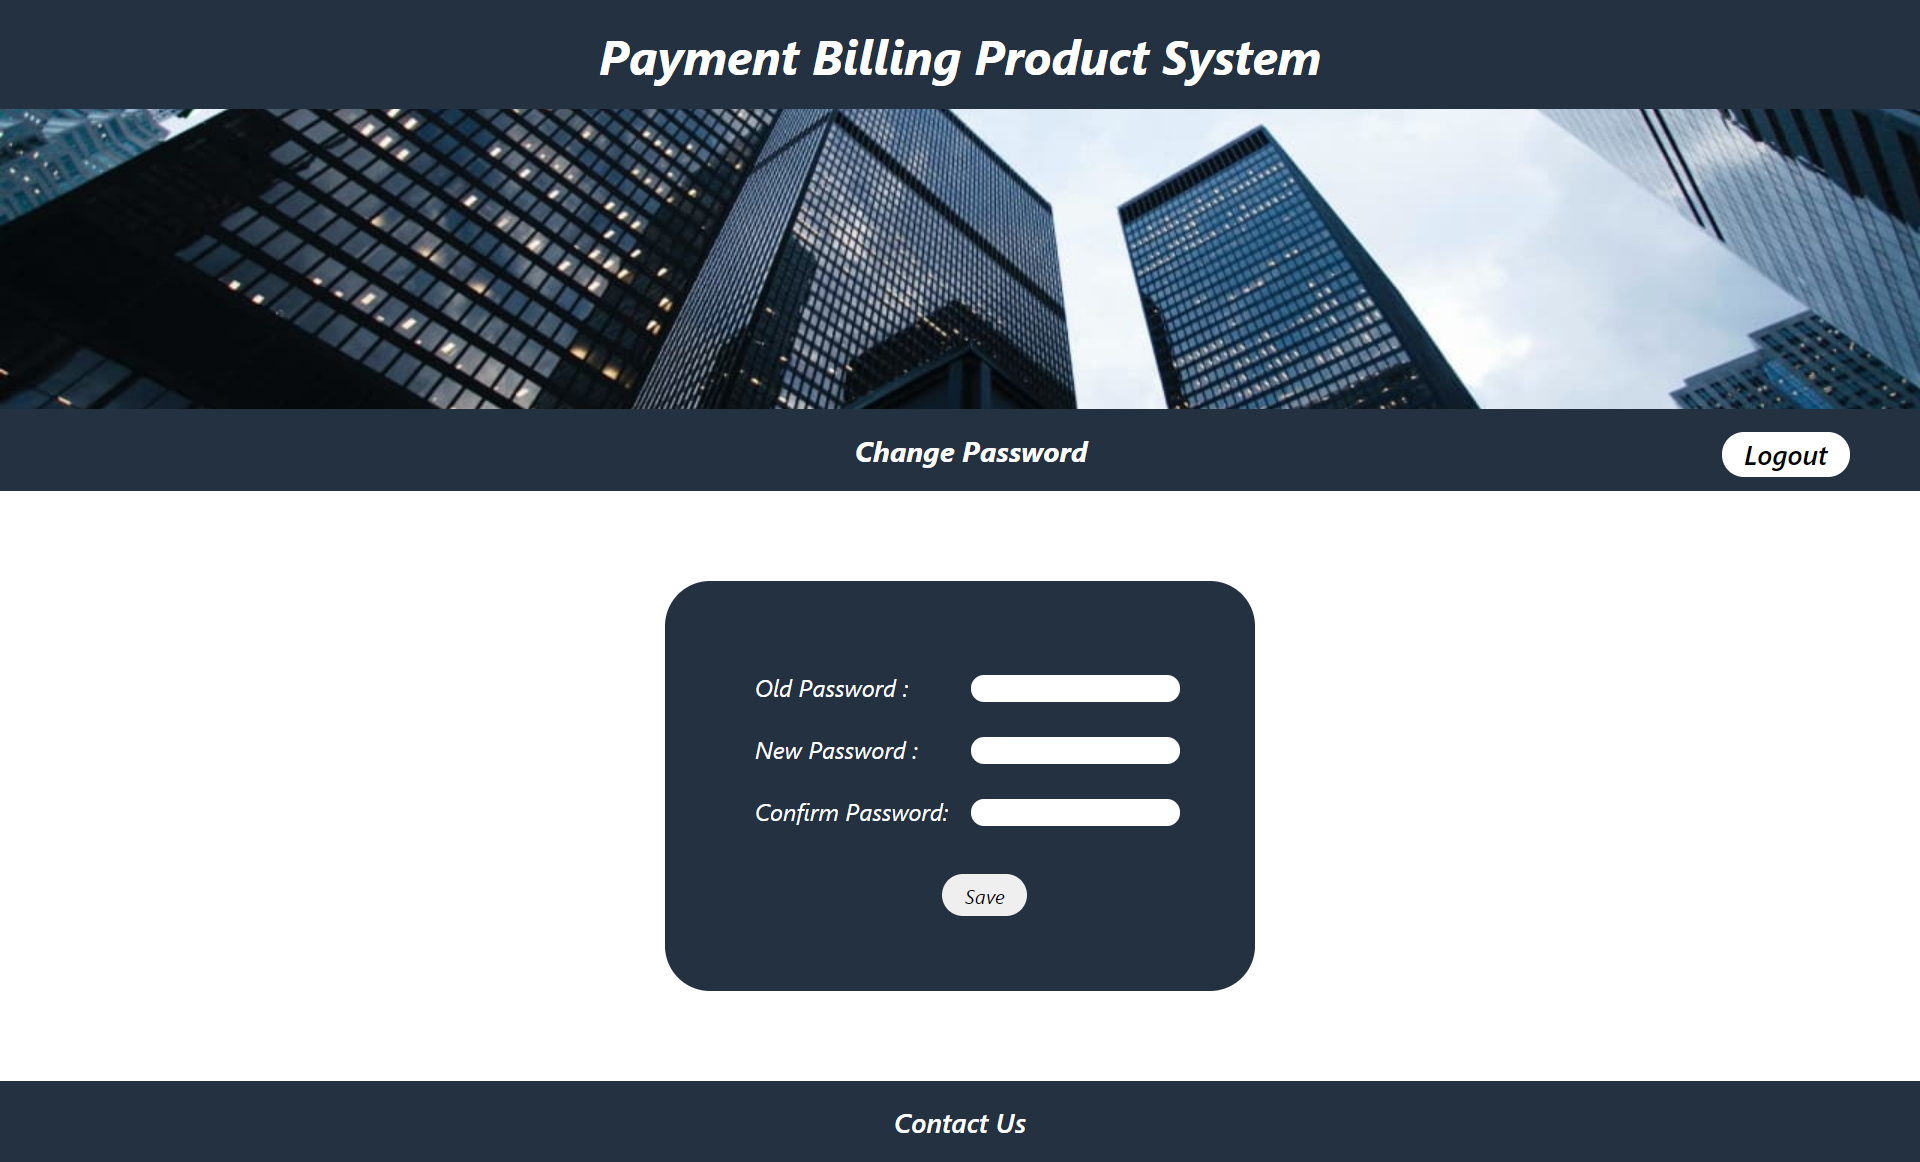 Payment Billing Product System
Change Password
Logout
Old Password :
New Password :
Confirm Password:
Save
Contact Us